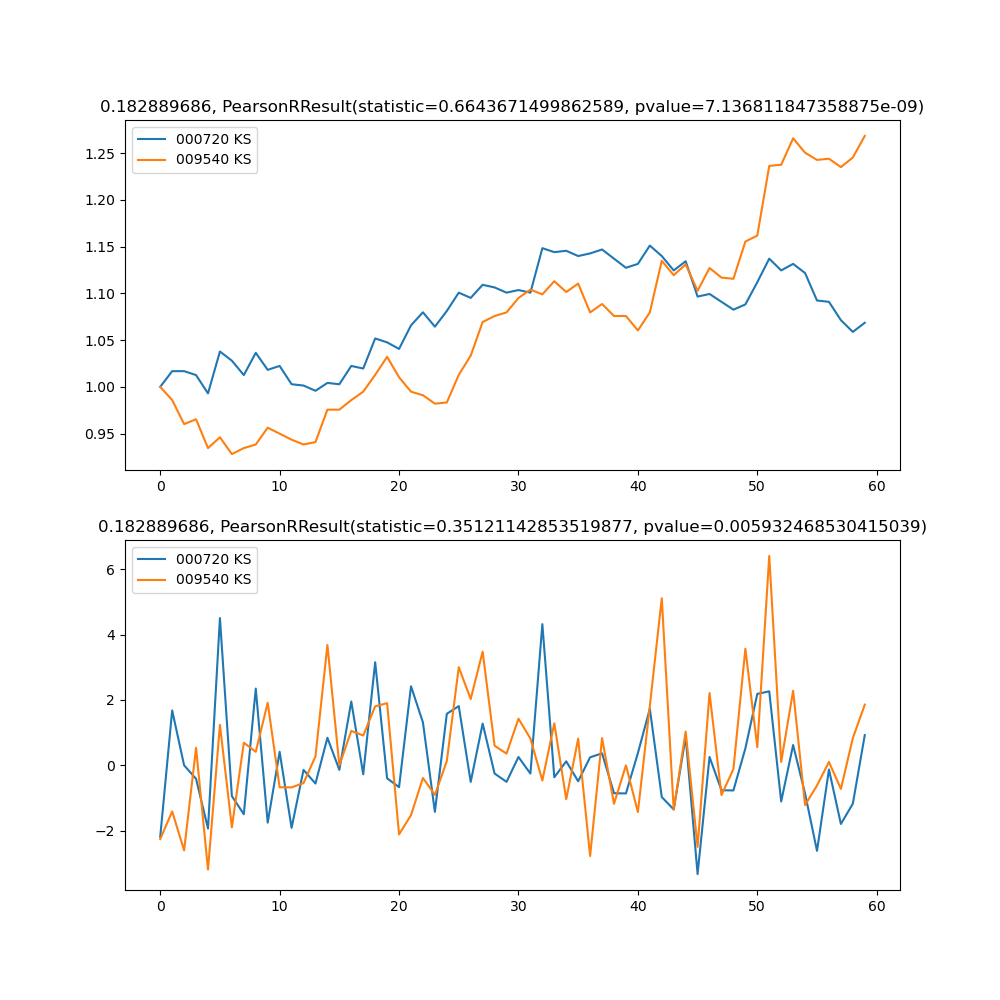 0.182889686, PearsonRResult(statistic=0.6643671499862589, pvalue=7.136811847358875e-09)
000720 KS
009540 KS
1.25
1.20
1.15
1.10
1.05
1.00
0.95
0 10 20 30 40 50 60
0.182889686, PearsonRResult(statistic=0.35121142853519877, pvalue=0.005932468530415039)
000720 KS
009540 KS
6
4
2
0
−2
0 10 20 30 40 50 60